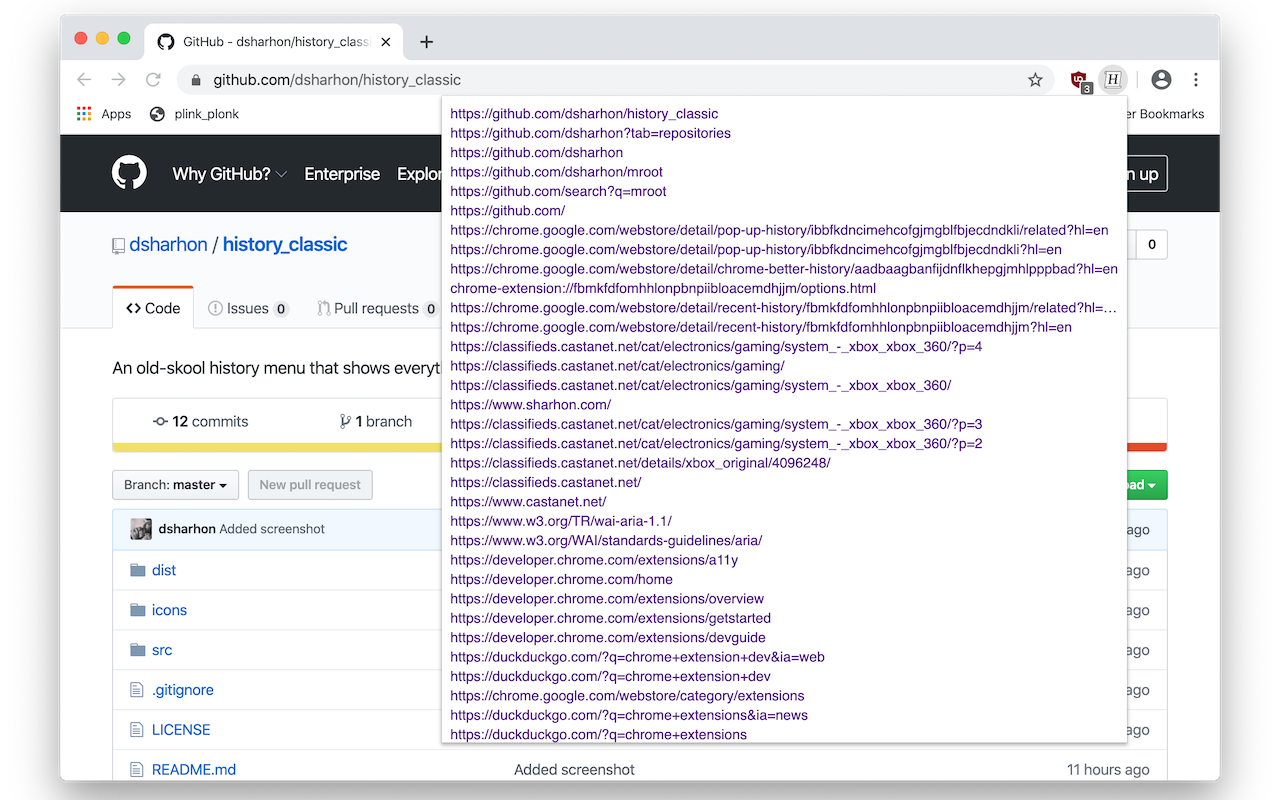 GitHub - dsharhon/history_class
github.com/dsharhon/history_classic
3
H
Apps
plink_plonk
er Bookmarks
https://github.com/dsharhon/history_classic
https://github.com/dsharhon?tab=repositories
https://github.com/dsharhon
https://github.com/dsharhon/mroot
https://github.com/search?q=mroot
https://github.com/
https://chrome.google.com/webstore/detail/pop-up-history/ibbfkdncimehcofgjmgblfbjecdndkli/related?hl=en
https://chrome.google.com/webstore/detail/pop-up-history/ibbfkdncimehcofgjmgblfbjecdndkli?hl=en
https://chrome.google.com/webstore/detail/chrome-better-history/aadbaagbanfijdnflkhepgjmhlpppbad?hl=en
chrome-extension://fbmkfdfomhhlonpbnpiibloacemdhjjm/options.html
https://chrome.google.com/webstore/detail/recent-history/fbmkfdfomhhlonpbnpiibloacemdhjjm/related?hl=…
https://chrome.google.com/webstore/detail/recent-history/fbmkfdfomhhlonpbnpiibloacemdhjjm?hl=en
https://classifieds.castanet.net/cat/electronics/gaming/system_-_xbox_xbox_360/?p=4
https://classifieds.castanet.net/cat/electronics/gaming/
https://classifieds.castanet.net/cat/electronics/gaming/system_-_xbox_xbox_360/
https://www.sharhon.com/
https://classifieds.castanet.net/cat/electronics/gaming/system_-_xbox_xbox_360/?p=3
https://classifieds.castanet.net/cat/electronics/gaming/system_-_xbox_xbox_360/?p=2
https://classifieds.castanet.net/details/xbox_original/4096248/
https://classifieds.castanet.net/
https://www.castanet.net/
https://www.w3.org/TR/wai-aria-1.1/
https://www.w3.org/WAI/standards-guidelines/aria/
https://developer.chrome.com/extensions/a11y
https://developer.chrome.com/home
https://developer.chrome.com/extensions/overview
https://developer.chrome.com/extensions/getstarted
https://developer.chrome.com/extensions/devguide
https://duckduckgo.com/?q=chrome+extension+dev&ia=web
https://duckduckgo.com/?q=chrome+extension+dev
https://chrome.google.com/webstore/category/extensions
https://duckduckgo.com/?q=chrome+extensions&ia=news
https://duckduckgo.com/?q=chrome+extensions
Why GitHub? Enterprise Explor
n up
dsharhon / history_classic
0
Code Issues 0 Pull requests 0
An old-skool history menu that shows everyt
12 commits 1 branch
Branch: master New pull request
oad
dsharhon Added screenshot
ago
dist
ago
icons
ago
src
ago
.gitignore
ago
LICENSE
ago
README.md Added screenshot 11 hours ago